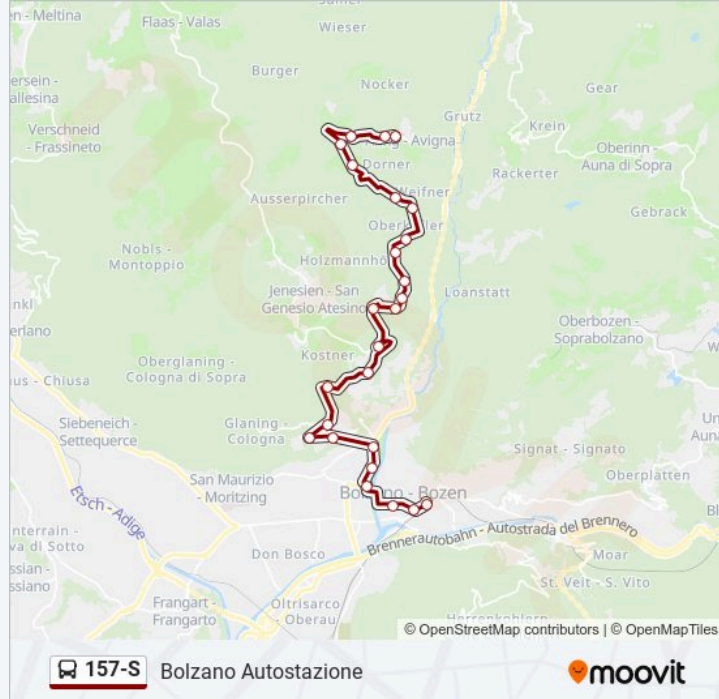 en - Meltina
Flaas - Valas
Wieser
Burger
Nocker
ersein -
allesina
Gear
Grutz
Krein
Verschneid
- Frassineto
Avigna
Oberinn -
Auna di Sopra
Dorner
Rackerter
Weifner
Ausserpircher
Gebrack
Nobls -
Montoppio
Holzmannhö
Jenesien - San
Genesio Atesino
Loanstatt
Oberbozen -
Soprabolzano
erlano
Kostner
Oberglaning -
Cologna di Sopra
us - Chiusa
Siebeneich -
Settequerce
Glaning
Cologna
Signat - Signato
San Maurizio
- Moritzing
Oberplatten
Bolzano - Bozen
Etsch - Adige
nterrain -
va di Sotto
Brennerautobahn - Autostrada del Brennero
Don Bosco
Moar
ssian -
ssiano
St. Veit - S. Vito
Frangart -
Frangarto
Oltrisarco
- Oberau
© OpenStreetMap contributors | © OpenMapTiles
157-S
Bolzano Autostazione
moovit